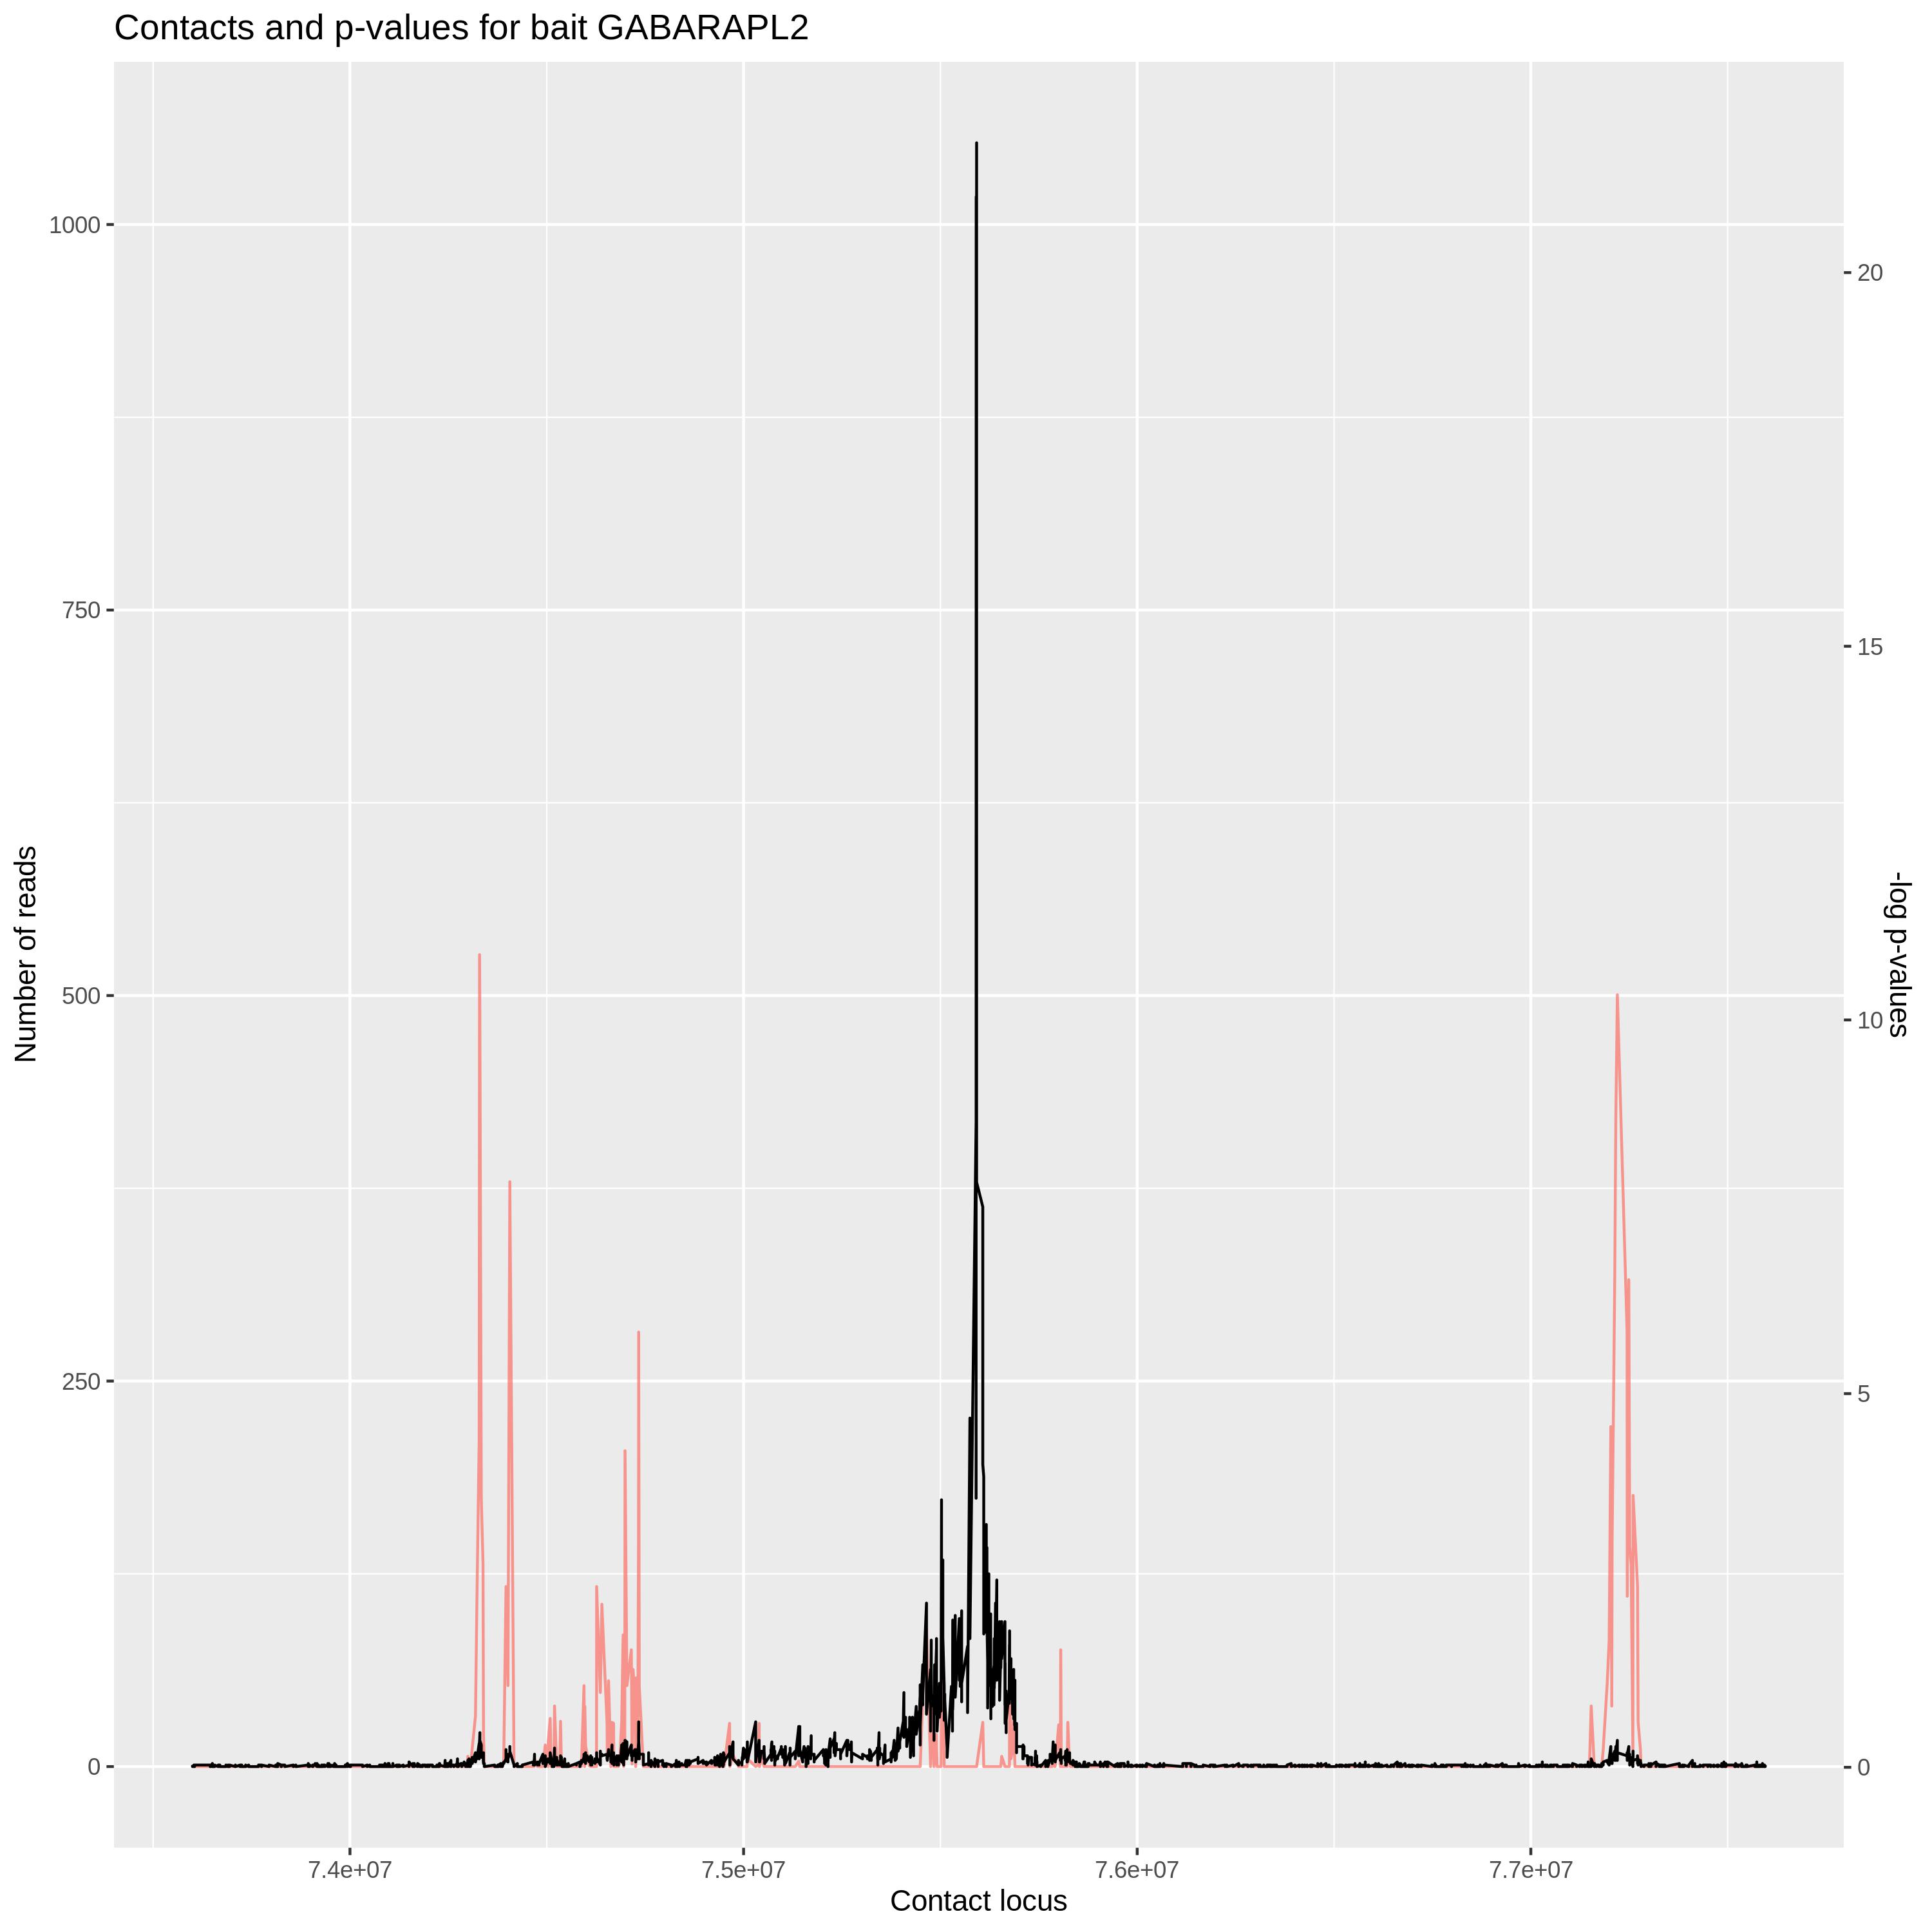 Contacts and p-values for bait GABARAPL2
Number of reads
1000
750
500
250
0
20
15
10
5
0
-log p-values
7.4e+07 7.5e+07 7.6e+07 7.7e+07
Contact locus